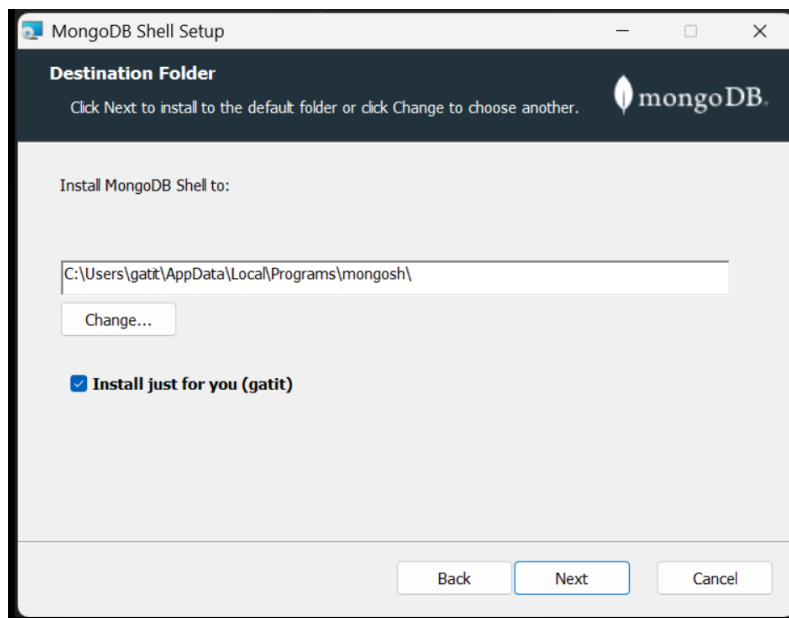 MongoDB Shell Setup
Destination Folder
Click Next to install to the default folder or click Change to choose another.
mongoDB.
Install MongoDB Shell to:
C:\Users\gatit\AppData\Local\Programs\mongosh\
Change...
Install just for you (gatit)
Back Next Cancel